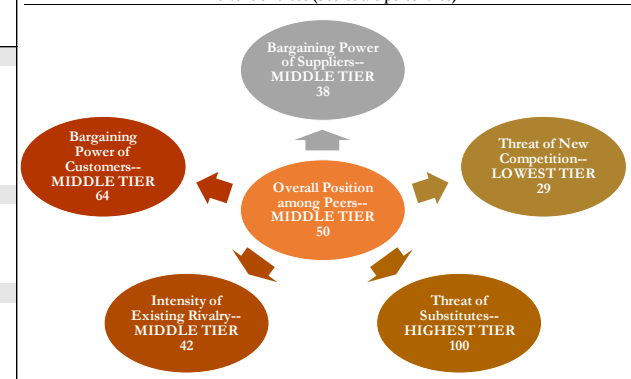 Bargaining Power
of Suppliers--
MIDDLE TIER
38
Bargaining
Power of
Customers--
MIDDLE TIER
64
Threat of New
Competition--
LOWEST TIER
29
Overall Position
among Peers--
MIDDLE TIER
50
Intensity of
Existing Rivalry--
MIDDLE TIER
42
Threat of
Substitutes--
HIGHEST TIER
100